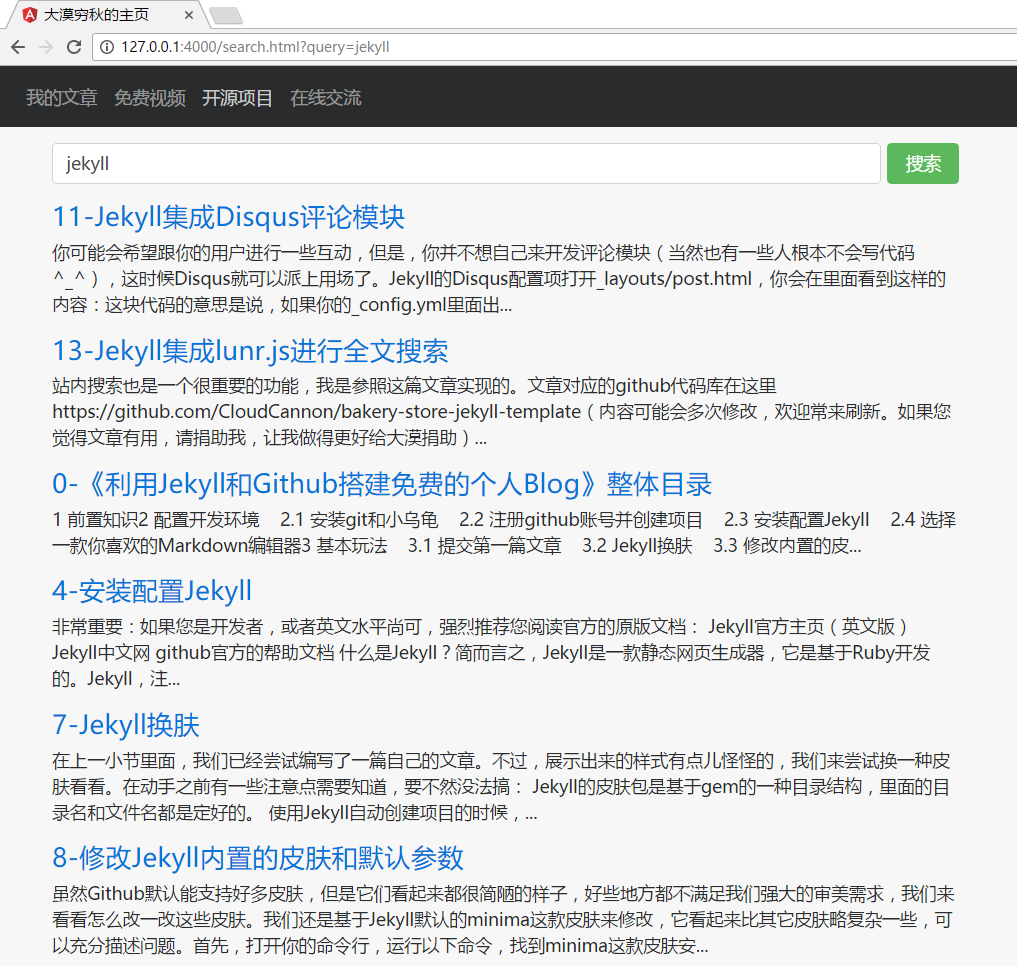 大漠穷秋的主页
127.0.0.1:4000/search.html?query=jekyll
我的文章 免费视频 开源项目 在线交流
jekyll 搜索
11-Jekyll集成Disqus评论模块
你可能会希望跟你的用户进行一些互动，但是，你并不想自己来开发评论模块（当然也有一些人根本不会写代码
^_^），这时候Disqus就可以派上用场了。Jekyll的Disqus配置项打开_layouts/post.html，你会在里面看到这样的
内容：这块代码的意思是说，如果你的_config.yml里面出...
13-Jekyll集成lunr.js进行全文搜索
站内搜索也是一个很重要的功能，我是参照这篇文章实现的。文章对应的github代码库在这里
https://github.com/CloudCannon/bakery-store-jekyll-template（内容可能会多次修改，欢迎常来刷新。如果您
觉得文章有用，请捐助我，让我做得更好给大漠捐助）...
0-《利用Jekyll和Github搭建免费的个人Blog》整体目录
1 前置知识2 配置开发环境 2.1 安装git和小乌龟 2.2 注册github账号并创建项目 2.3 安装配置Jekyll 2.4 选择
一款你喜欢的Markdown编辑器3 基本玩法 3.1 提交第一篇文章 3.2 Jekyll换肤 3.3 修改内置的皮...
4-安装配置Jekyll
非常重要：如果您是开发者，或者英文水平尚可，强烈推荐您阅读官方的原版文档： Jekyll官方主页（英文版）
Jekyll中文网 github官方的帮助文档 什么是Jekyll？简而言之，Jekyll是一款静态网页生成器，它是基于Ruby开发
的。Jekyll，注...
7-Jekyll换肤
在上一小节里面，我们已经尝试编写了一篇自己的文章。不过，展示出来的样式有点儿怪怪的，我们来尝试换一种皮
肤看看。在动手之前有一些注意点需要知道，要不然没法搞： Jekyll的皮肤包是基于gem的一种目录结构，里面的目
录名和文件名都是定好的。 使用Jekyll自动创建项目的时候，...
8-修改Jekyll内置的皮肤和默认参数
虽然Github默认能支持好多皮肤，但是它们看起来都很简陋的样子，好些地方都不满足我们强大的审美需求，我们来
看看怎么改一改这些皮肤。我们还是基于Jekyll默认的minima这款皮肤来修改，它看起来比其它皮肤略复杂一些，可
以充分描述问题。首先，打开你的命令行，运行以下命令，找到minima这款皮肤安...